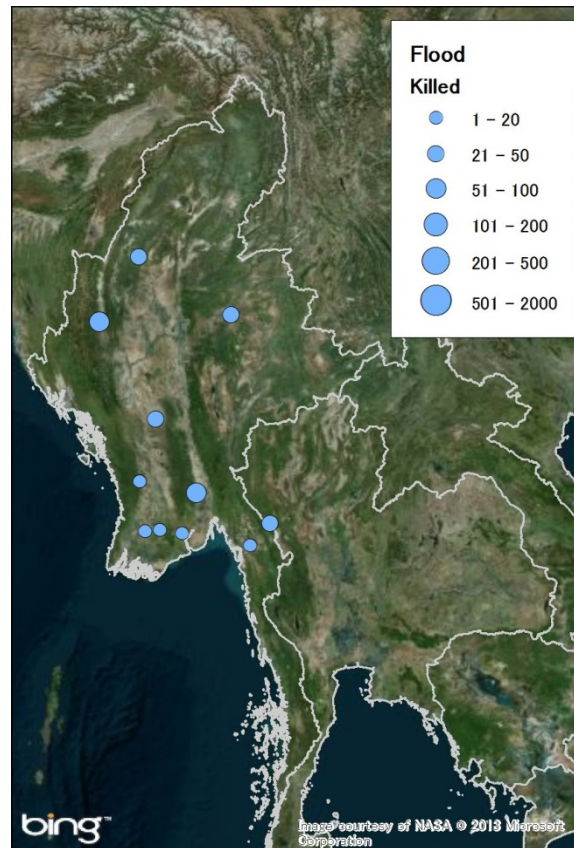 Flood
Killed
1 - 20
21 - 50
51 - 100
101 - 200
201 - 500
501 - 2000
bing™
Image courtesy of NASA © 2013 Microsoft
Corporation